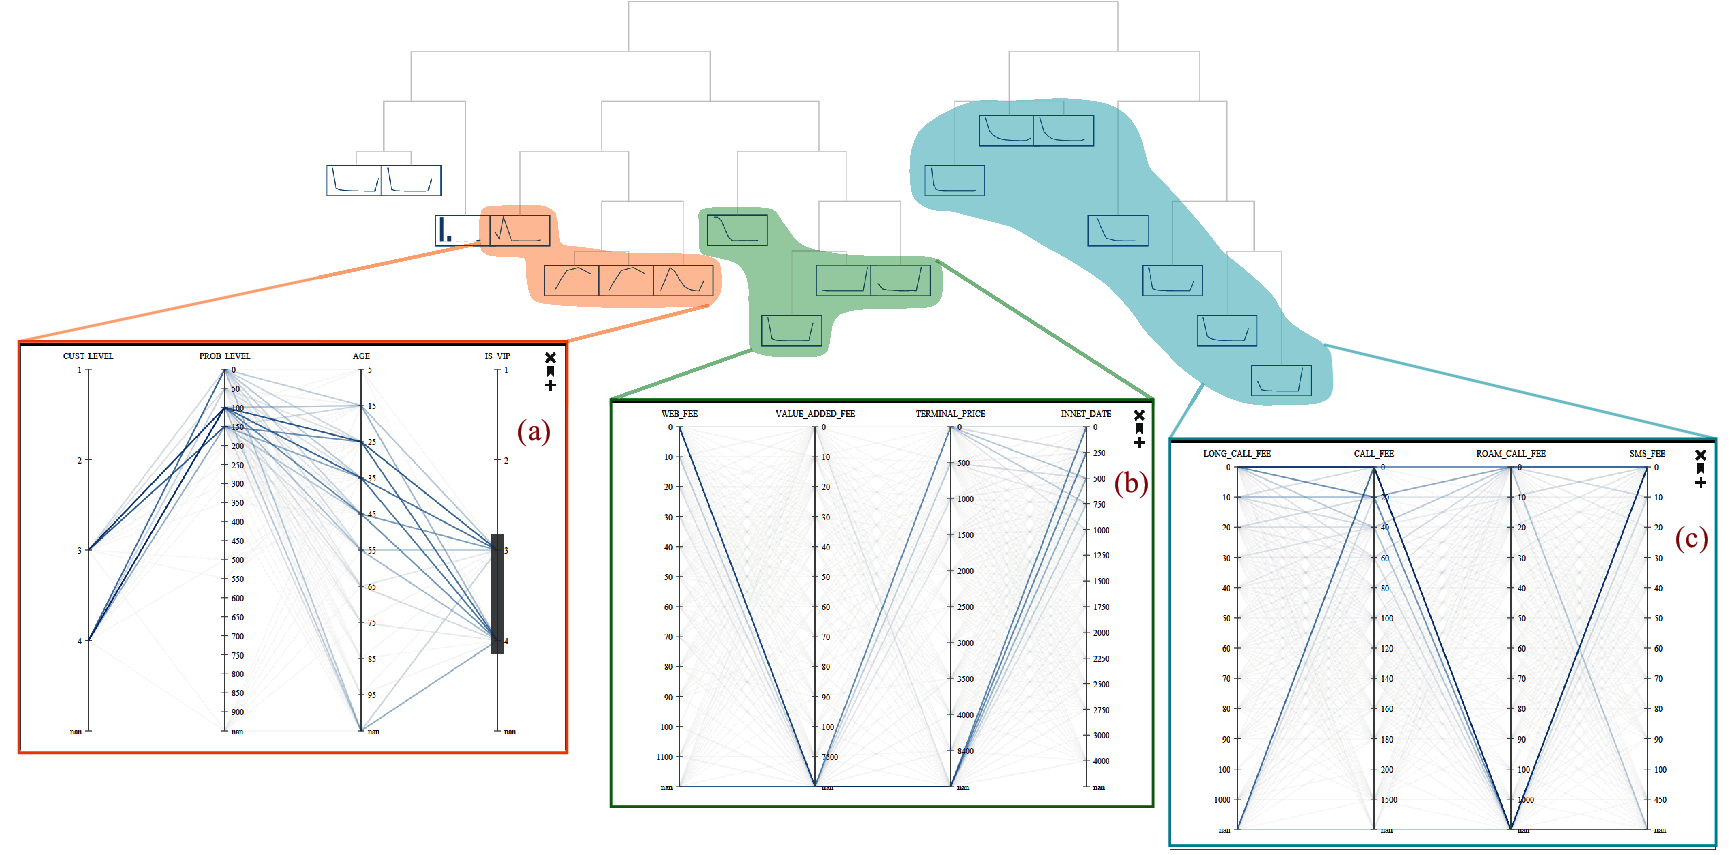 CUST_LEVEL PROB_LEVEL AGE IS_VIP
1 0 5 1
50
100 15
150
200 25
2 250 2
300 35
350
400 45
450
3 500 55 3
550
600 65
650
4 700 75 4
750
800 85
850
900 95
nan nan nan nan
(a)
WEB_FEE VALUE_ADDED_FEE TERMINAL_PRICE INNET_DATE
0 0 0 0
10 10 500 250
20 20 1000 500
30 30 1500 750
40 40 2000 1000
50 50 2500 1250
60 60 3000 1500
70 70 3500 1750
80 80 4000 2000
90 90 8400 2250
100 100 2500
1100 2750
3000
4000
nan nan nan nan
(b)
LONG_CALL_FEE CALL_FEE ROAM_CALL_FEE SMS_FEE
0 0 0 0
10 10 10
20 40 20 20
30 60 30 30
40 80 40 40
50 100 50 50
60 120 60 60
70 140 70 70
80 160 80 80
90 180 90 90
100 200 100 100
1000 1500 1000 450
nan nan nan nan
(c)